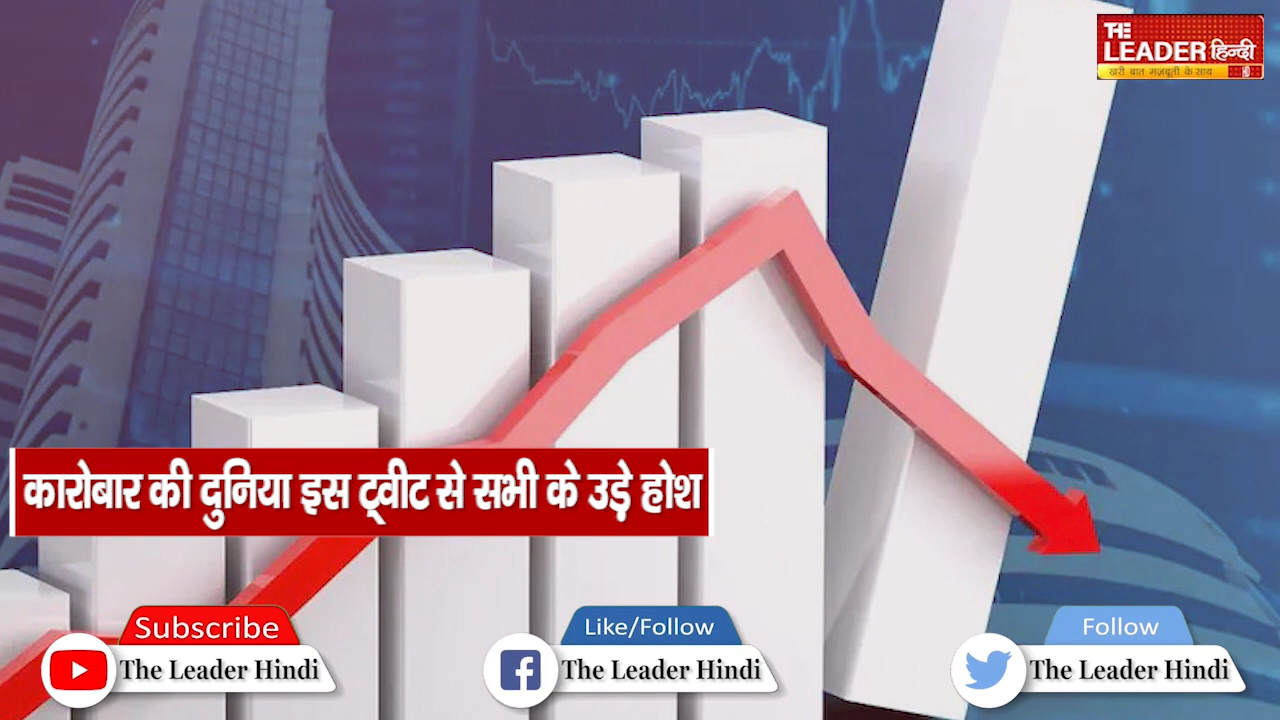 THE
LEADER हिन्दी
खरी बात मज़बूती के साथ
कारोबार की दुनिया इस ट्वीट से सभी के उड़े होश
Subscribe
The Leader Hindi
Like/Follow
The Leader Hindi
Follow
The Leader Hindi